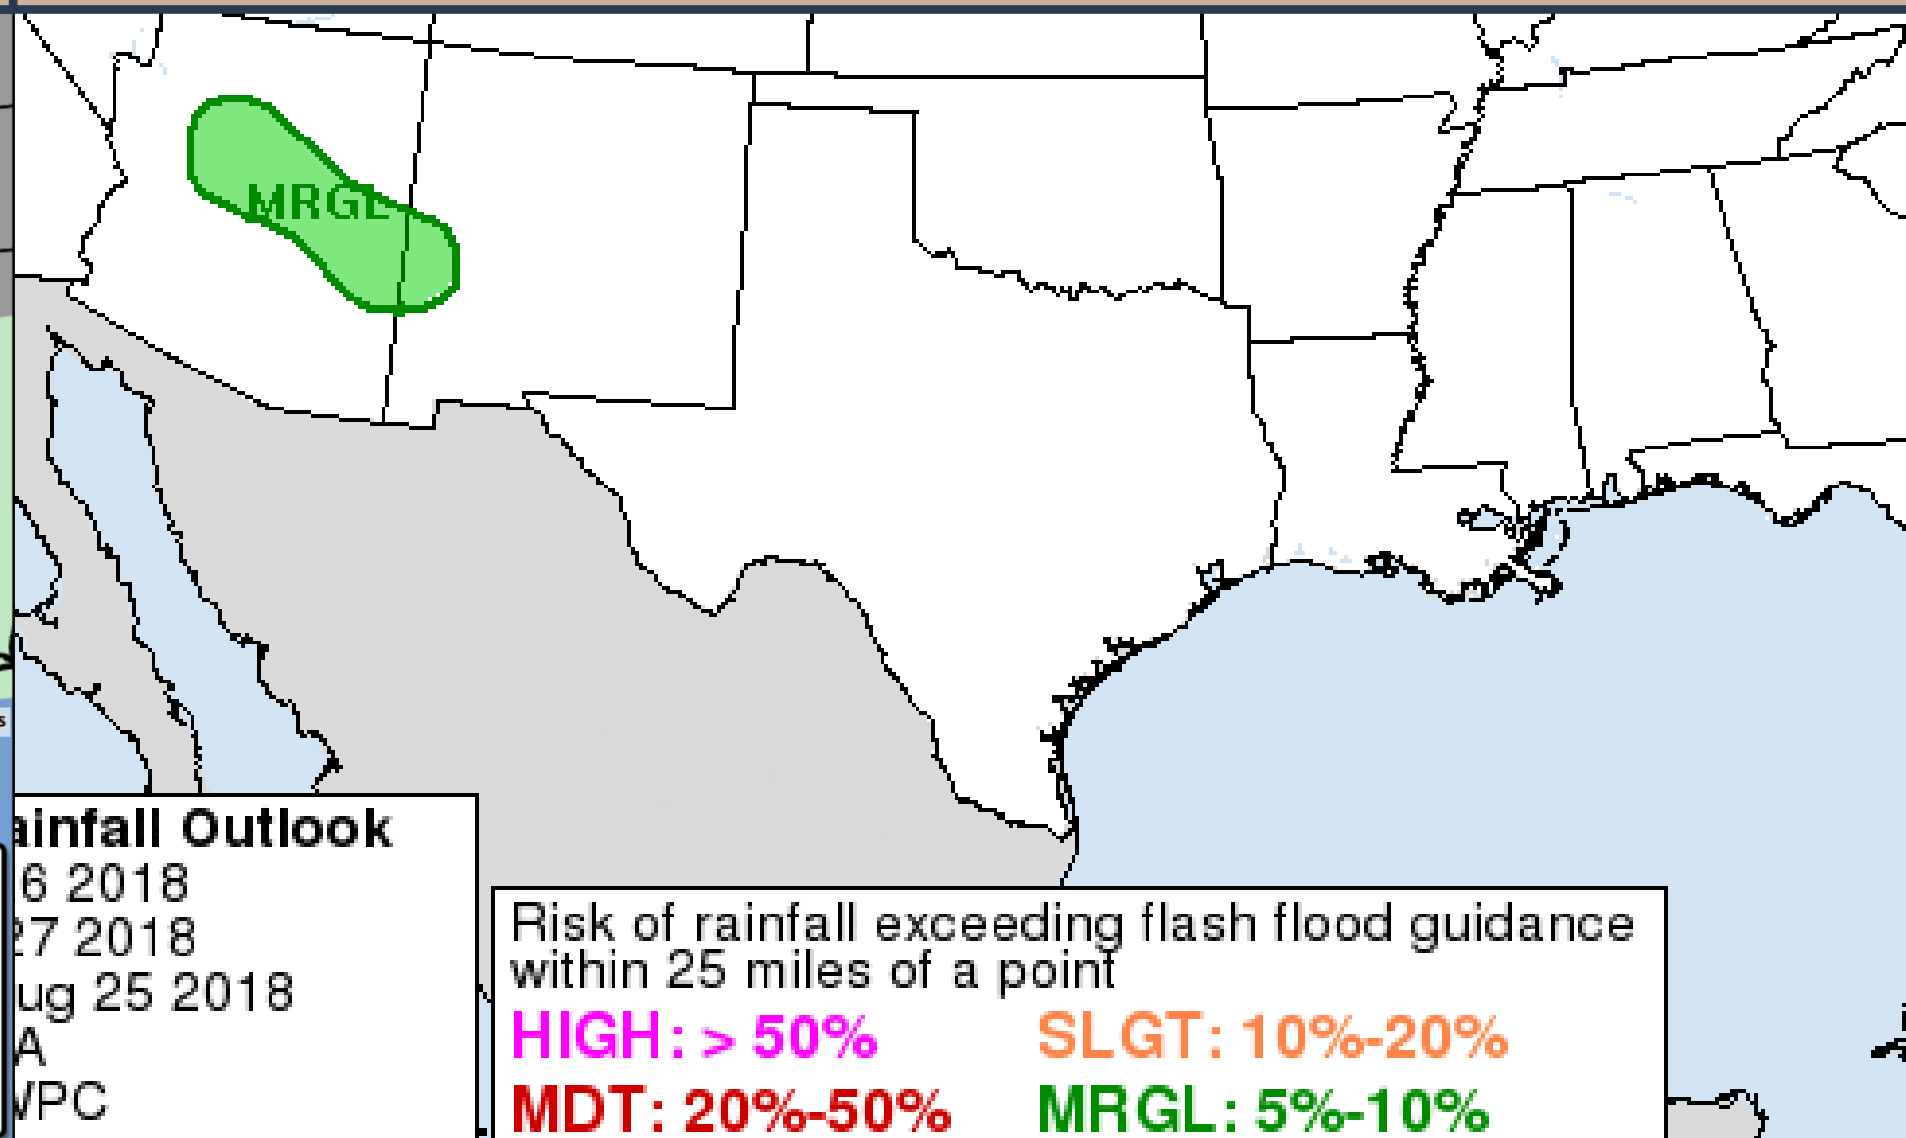 MRGL
s
ainfall Outlook
6 2018
27 2018
ug 25 2018
A
WPC
Risk of rainfall exceeding flash flood guidance
within 25 miles of a point
HIGH: > 50%
SLGT: 10%-20%
MDT: 20%-50%
MRGL: 5%-10%